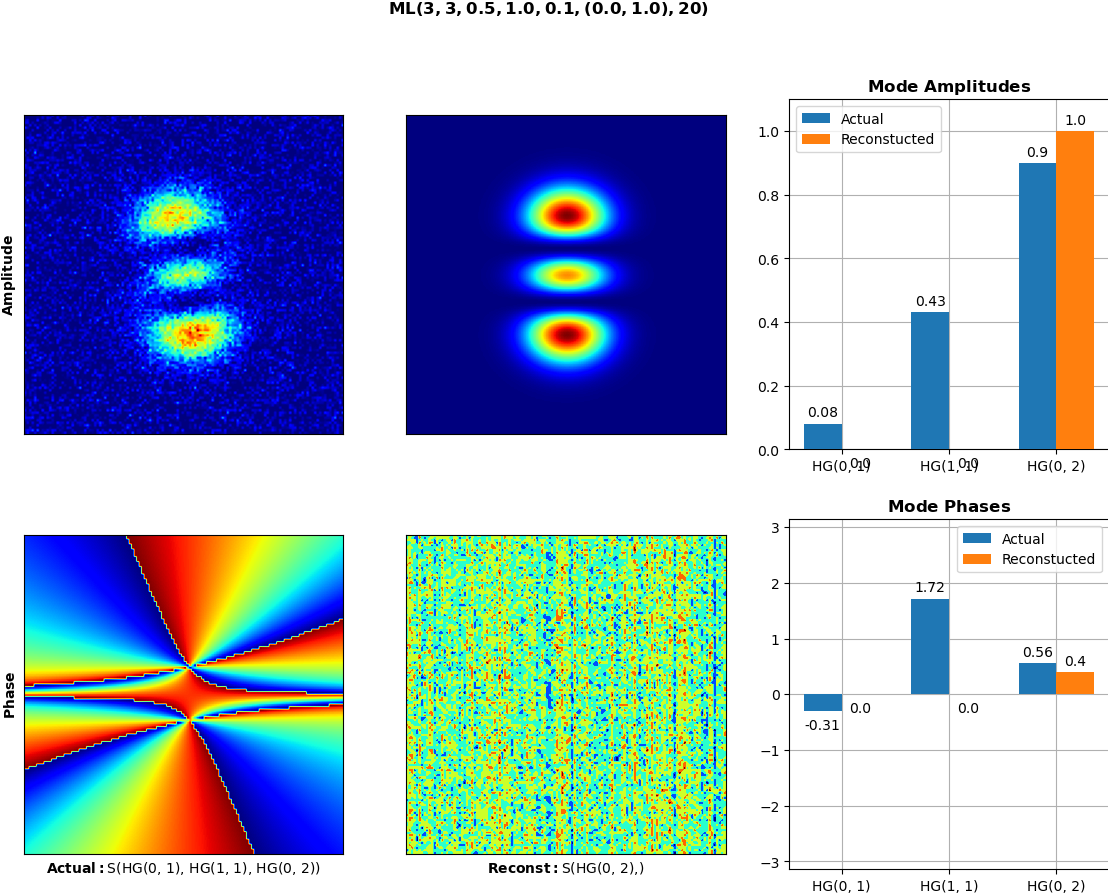 ML(3, 3, 0.5, 1.0, 0.1, (0.0, 1.0), 20)
Amplitude
Mode Amplitudes
Actual
Reconstucted
1.0
0.8
0.6
0.4
0.2
0.0
0.08
0.43
0.9
1.0
0.0
0.0
HG(0, 1)
HG(1, 1)
HG(0, 2)
Phase
Actual: S(HG(0, 1), HG(1, 1), HG(0, 2))
Reconst: S(HG(0, 2),)
Mode Phases
Actual
Reconstucted
3
2
1
0
−1
−2
−3
-0.31
0.0
1.72
0.0
0.56
0.4
HG(0, 1)
HG(1, 1)
HG(0, 2)